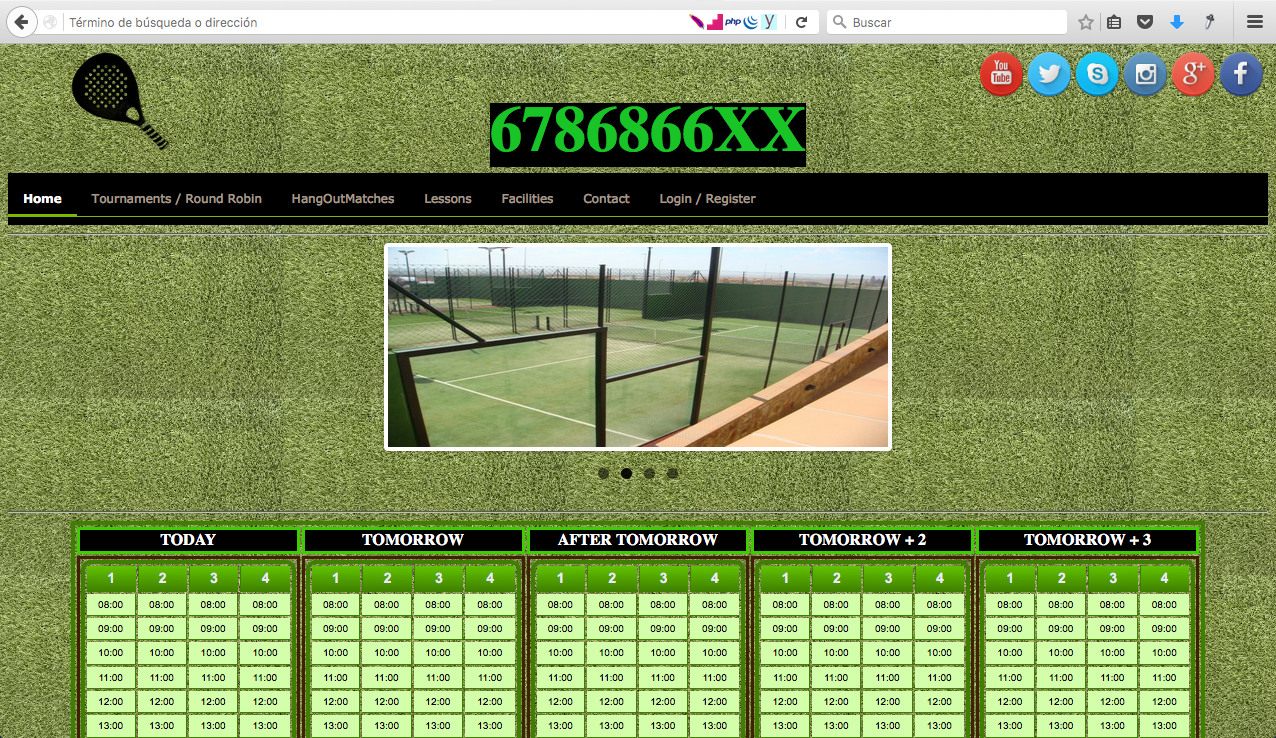 Término de búsqueda o dirección
php
y
Buscar
You
Tube
g+
f
6786866XX
Home Tournaments / Round Robin HangOutMatches Lessons Facilities Contact Login / Register
TODAY TOMORROW AFTER TOMORROW TOMORROW + 2 TOMORROW + 3
1 2 3 4 1 2 3 4 1 2 3 4 1 2 3 4 1 2 3 4
08:00 08:00 08:00 08:00 08:00 08:00 08:00 08:00 08:00 08:00 08:00 08:00 08:00 08:00 08:00 08:00 08:00 08:00 08:00 08:00
09:00 09:00 09:00 09:00 09:00 09:00 09:00 09:00 09:00 09:00 09:00 09:00 09:00 09:00 09:00 09:00 09:00 09:00 09:00 09:00
10:00 10:00 10:00 10:00 10:00 10:00 10:00 10:00 10:00 10:00 10:00 10:00 10:00 10:00 10:00 10:00 10:00 10:00 10:00 10:00
11:00 11:00 11:00 11:00 11:00 11:00 11:00 11:00 11:00 11:00 11:00 11:00 11:00 11:00 11:00 11:00 11:00 11:00 11:00 11:00
12:00 12:00 12:00 12:00 12:00 12:00 12:00 12:00 12:00 12:00 12:00 12:00 12:00 12:00 12:00 12:00 12:00 12:00 12:00 12:00
13:00 13:00 13:00 13:00 13:00 13:00 13:00 13:00 13:00 13:00 13:00 13:00 13:00 13:00 13:00 13:00 13:00 13:00 13:00 13:00